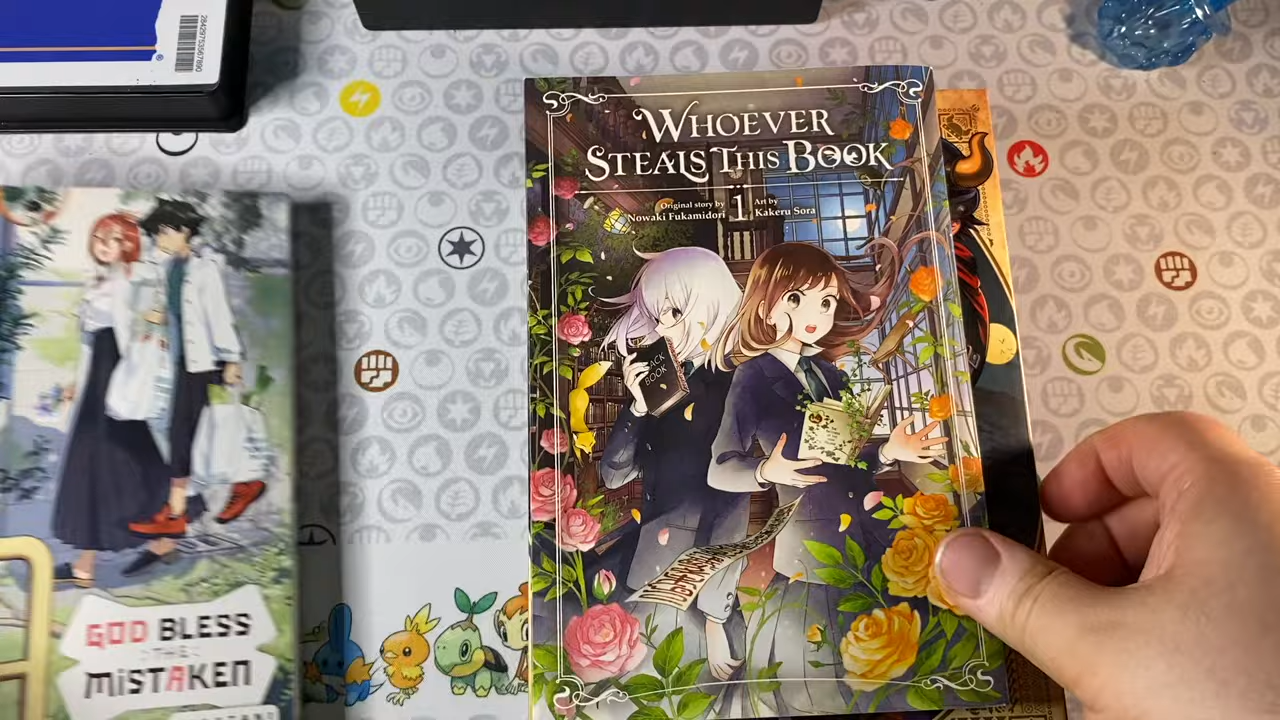 28429753567890
WHOEVER
STEALS THIS BOOK
Original story by
Nowaki Fukamidori
1
Art by
Kakeru Sora
BOOK
GOD BLESS
THE
MiSTAKEN